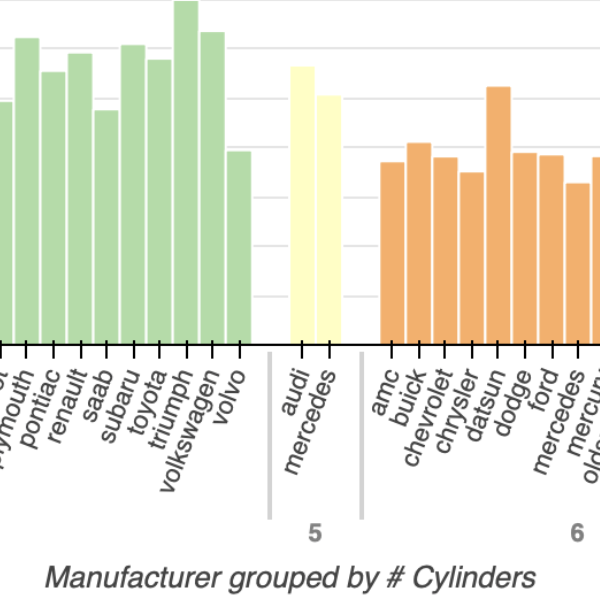 plymouth
pontiac
renault
saab
subaru
toyota
triumph
volkswagen
volvo
audi
mercedes
amc
buick
chevrolet
chrysler
datsun
dodge
ford
mercedes
5
6
Manufacturer grouped by # Cylinders